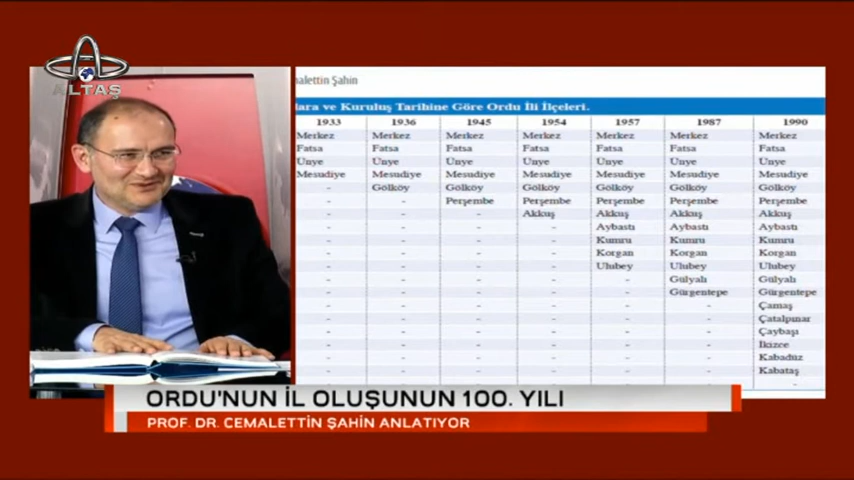 ALTAŞ
malettin Şahin
lara ve Kuruluş Tarihine Göre Ordu İli İlçeleri.
1933 1936 1945 1954 1957 1987 1990
Merkez Merkez Merkez Merkez Merkez Merkez Merkez
Fatsa Fatsa Fatsa Fatsa Fatsa Fatsa Fatsa
Ünye Ünye Ünye Ünye Ünye Ünye Ünye
Mesudiye Mesudiye Mesudiye Mesudiye Mesudiye Mesudiye Mesudiye
- Gölköy Gölköy Gölköy Gölköy Gölköy Gölköy
- - Perşembe Perşembe Perşembe Perşembe Perşembe
- - - Akkuş Akkuş Akkuş Akkuş
- - - - Aybastı Aybastı Aybastı
- - - - Kumru Kumru Kumru
- - - - Korgan Korgan Korgan
- - - - Ulubey Ulubey Ulubey
- - - - - Gülyalı Gülyalı
- - - - - Gürgentepe Gürgentepe
- - - - - - Çamaş
- - - - - - Çatalpınar
- - - - - - Çaybaşı
- - - - - - İkizce
- - - - - - Kabadüz
- - - - - - Kabataş
- - - - - - -
ORDU'NUN İL OLUŞUNUN 100. YILI
PROF. DR. CEMALETTİN ŞAHİN ANLATIYOR